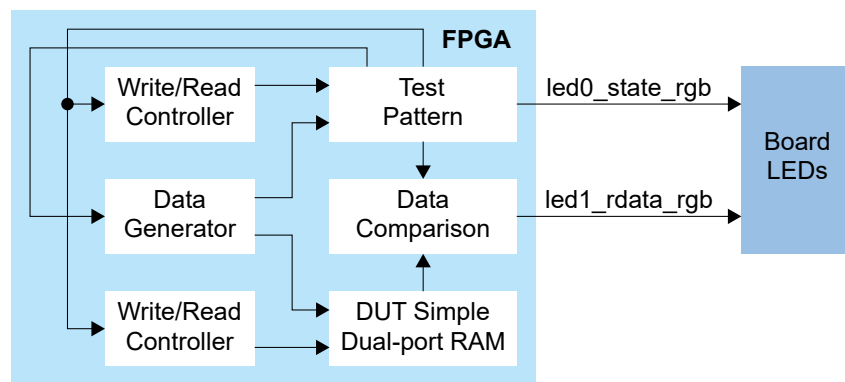 FPGA
Write/Read
Controller
Test
Pattern
led0_state_rgb
Board
LEDs
Data
Generator
Data
Comparison
led1_rdata_rgb
Write/Read
Controller
DUT Simple
Dual-port RAM